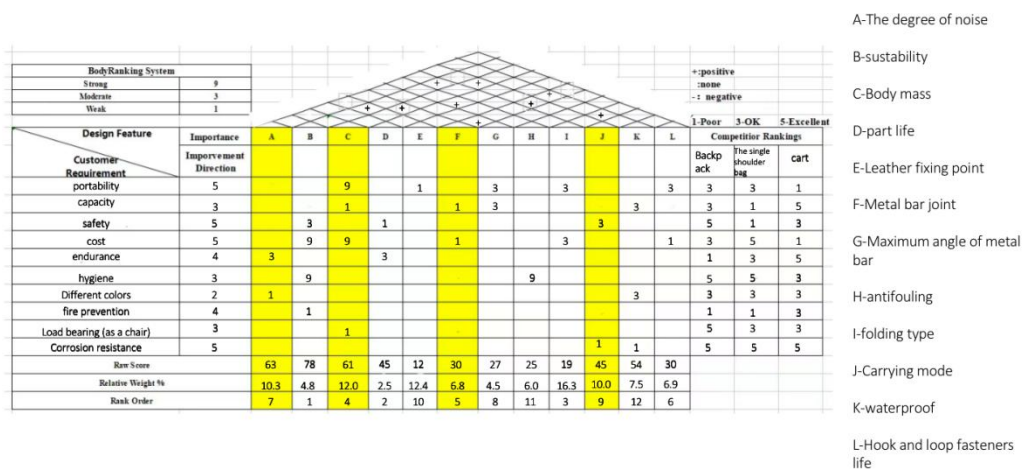 BodyRanking System
Strong 9
Moderate 3
Weak 1
+:positive
:none
-: negative
1-Poor 3-OK 5-Excellent
Design Feature
Customer Requirement
Importance
Imporvement Direction
A B C D E F G H I J K L
Competitior Rankings
Backpack The single shoulder bag cart
portability 5 9 1 3 3 3 3 3 1
capacity 3 1 1 3 3 3 1 5
safety 5 3 1 3 5 1 3
cost 5 9 9 1 3 1 3 5 1
endurance 4 3 3 1 3 5
hygiene 3 9 9 5 5 3
Different colors 2 1 3 3 3 3
fire prevention 4 1 1 1 3
Load bearing (as a chair) 3 1 5 3 3
Corrosion resistance 5 1 1 5 5 5
Raw Score 63 78 61 45 12 30 27 25 19 45 54 30
Relative Weight % 10.3 4.8 12.0 2.5 12.4 6.8 4.5 6.0 16.3 10.0 7.5 6.9
Rank Order 7 1 4 2 10 5 8 11 3 9 12 6
A-The degree of noise
B-sustability
C-Body mass
D-part life
E-Leather fixing point
F-Metal bar joint
G-Maximum angle of metal
bar
H-antifouling
I-folding type
J-Carrying mode
K-waterproof
L-Hook and loop fasteners
life